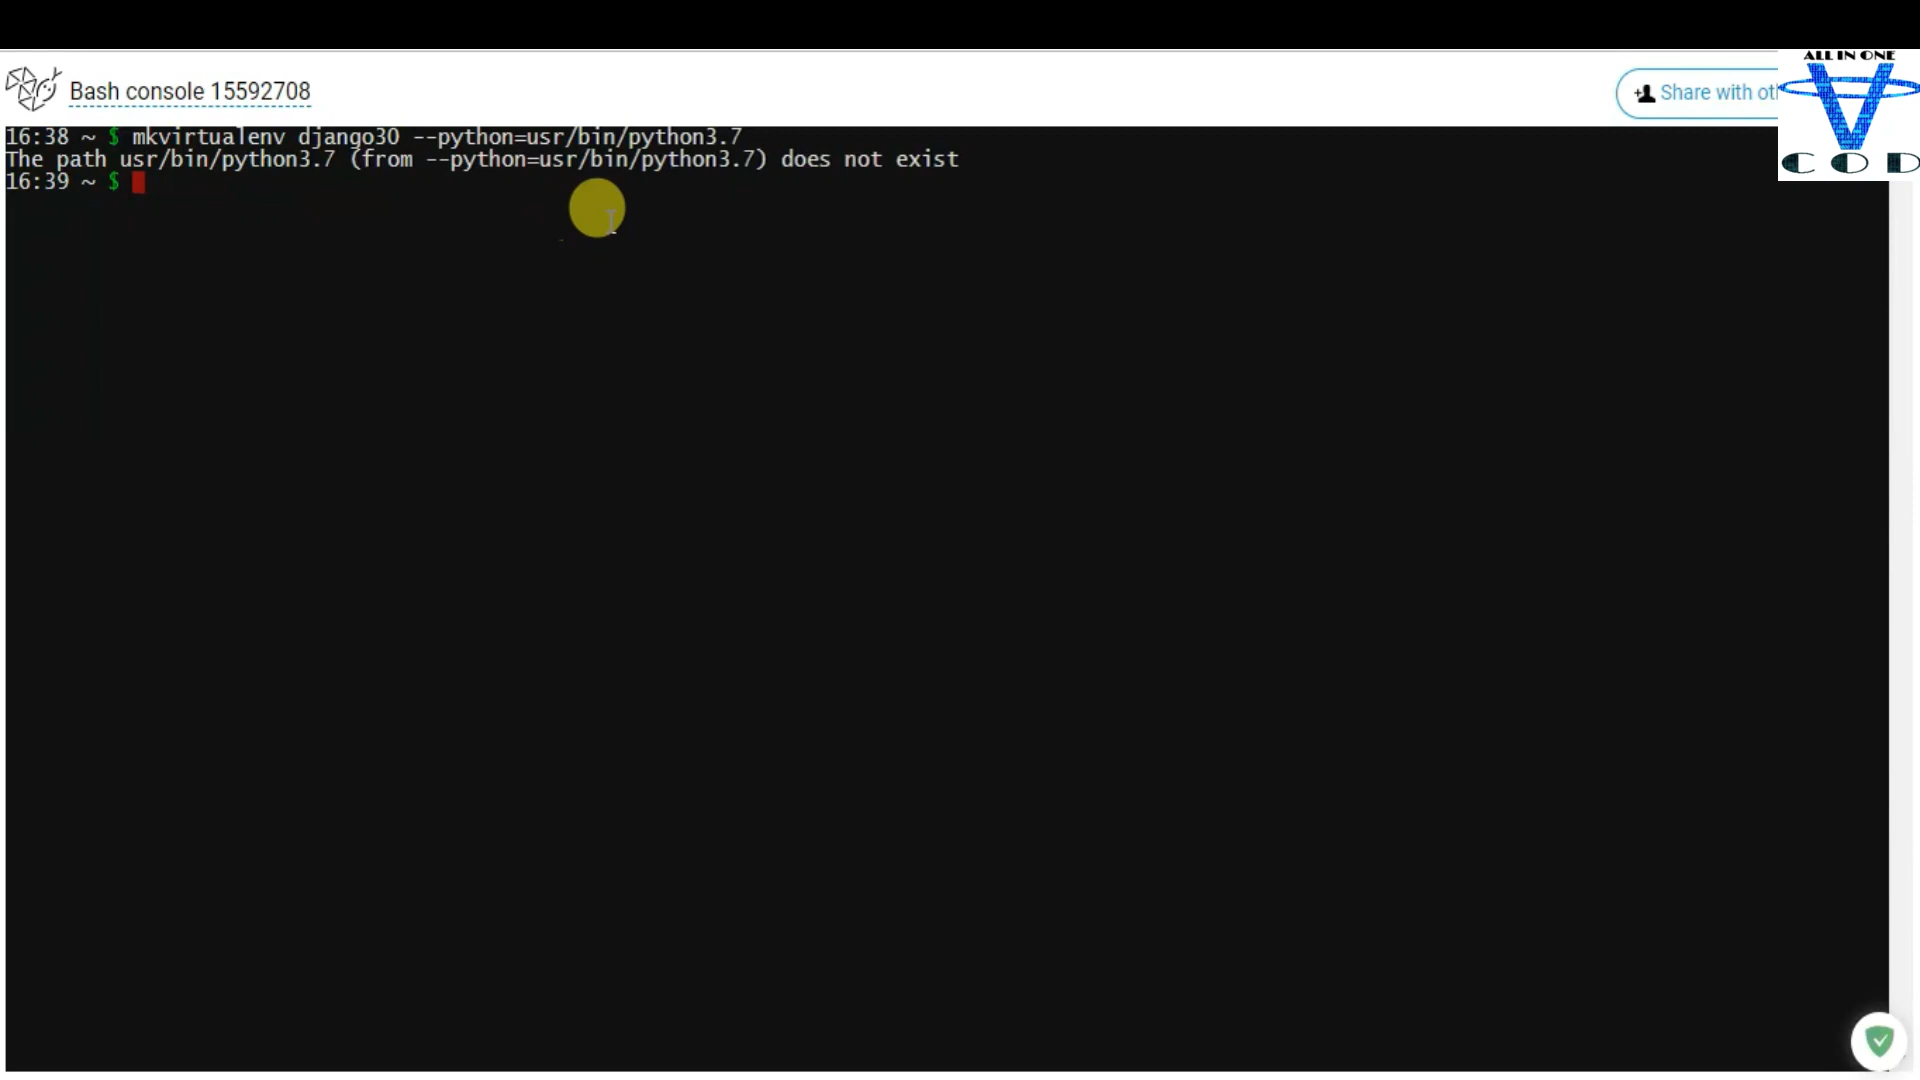 ALL IN ONE
Bash console 15592708
Share with ot
16:38 ~ $ mkvirtualenv django30 --python=usr/bin/python3.7
The path usr/bin/python3.7 (from --python=usr/bin/python3.7) does not exist
16:39 ~ $
C O D